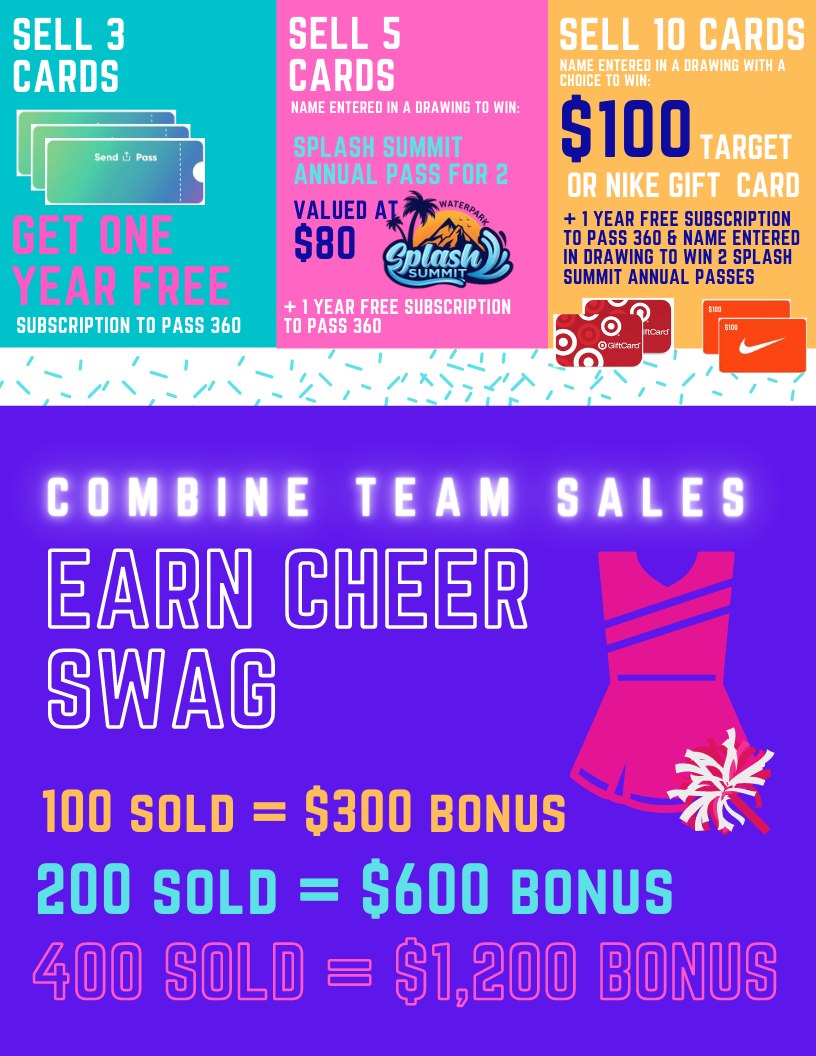 SELL 3
CARDS
Send Pass
GET ONE
YEAR FREE
SUBSCRIPTION TO PASS 360
SELL 5
CARDS
NAME ENTERED IN A DRAWING TO WIN:
SPLASH SUMMIT
ANNUAL PASS FOR 2
VALUED AT
$80
WATERPARK
Splash
SUMMIT
+ 1 YEAR FREE SUBSCRIPTION
TO PASS 360
SELL 10 CARDS
NAME ENTERED IN A DRAWING WITH A
CHOICE TO WIN:
$100 TARGET
OR NIKE GIFT CARD
+ 1 YEAR FREE SUBSCRIPTION
TO PASS 360 & NAME ENTERED
IN DRAWING TO WIN 2 SPLASH
SUMMIT ANNUAL PASSES
iftCard
GiftCard
$100
$100
COMBINE TEAM SALES
EARN CHEER
SWAG
100 SOLD = $300 BONUS
200 SOLD = $600 BONUS
400 SOLD = $1,200 BONUS